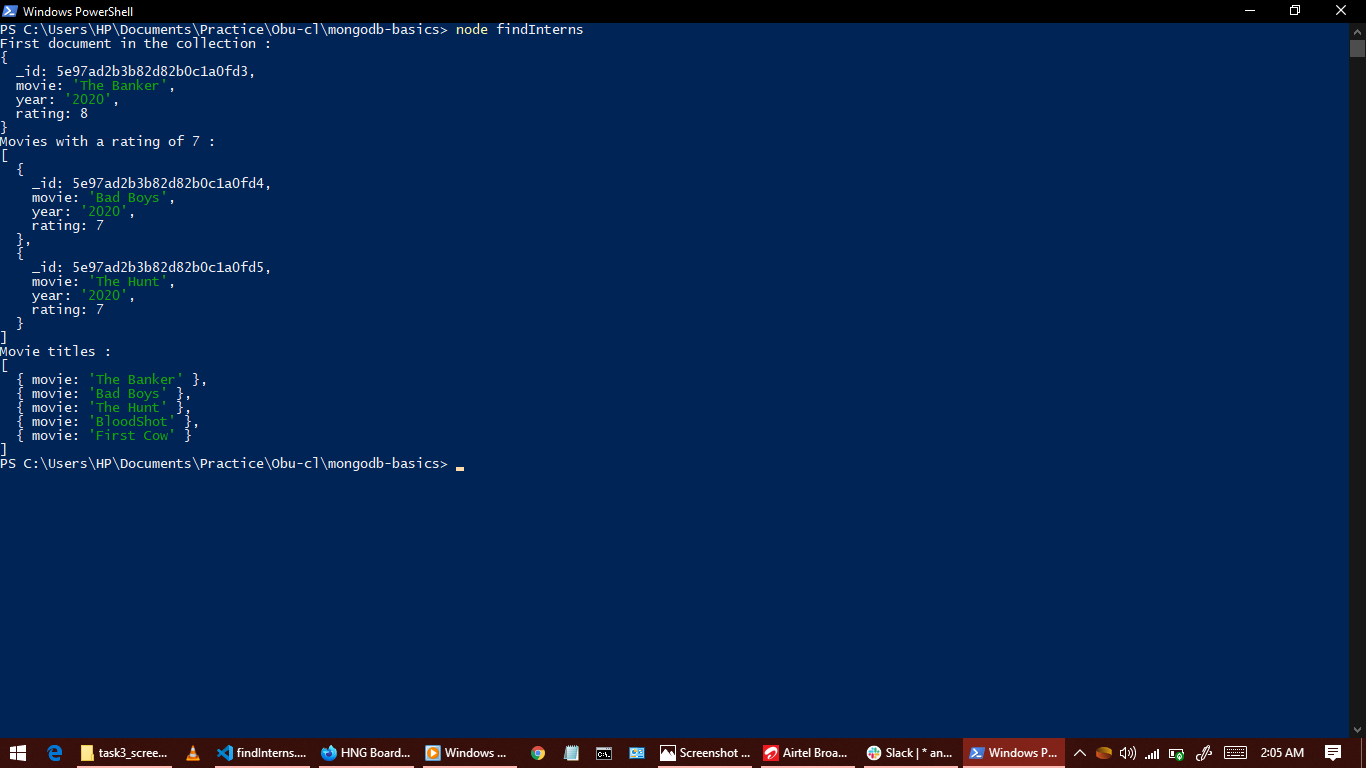 Windows PowerShell
PS C:\Users\HP\Documents\Practice\Obu-cl\mongodb-basics> node findInterns
First document in the collection :
{
  _id: 5e97ad2b3b82d82b0c1a0fd3,
  movie: 'The Banker',
  year: '2020',
  rating: 8
}
Movies with a rating of 7 :
[
  {
    _id: 5e97ad2b3b82d82b0c1a0fd4,
    movie: 'Bad Boys',
    year: '2020',
    rating: 7
  },
  {
    _id: 5e97ad2b3b82d82b0c1a0fd5,
    movie: 'The Hunt',
    year: '2020',
    rating: 7
  }
]
Movie titles :
[
  { movie: 'The Banker' },
  { movie: 'Bad Boys' },
  { movie: 'The Hunt' },
  { movie: 'BloodShot' },
  { movie: 'First Cow' }
]
PS C:\Users\HP\Documents\Practice\Obu-cl\mongodb-basics> _
task3_scree... findInterns.... HNG Board... Windows ... Screenshot ... Airtel Broa... Slack | * an... Windows P... 2:05 AM